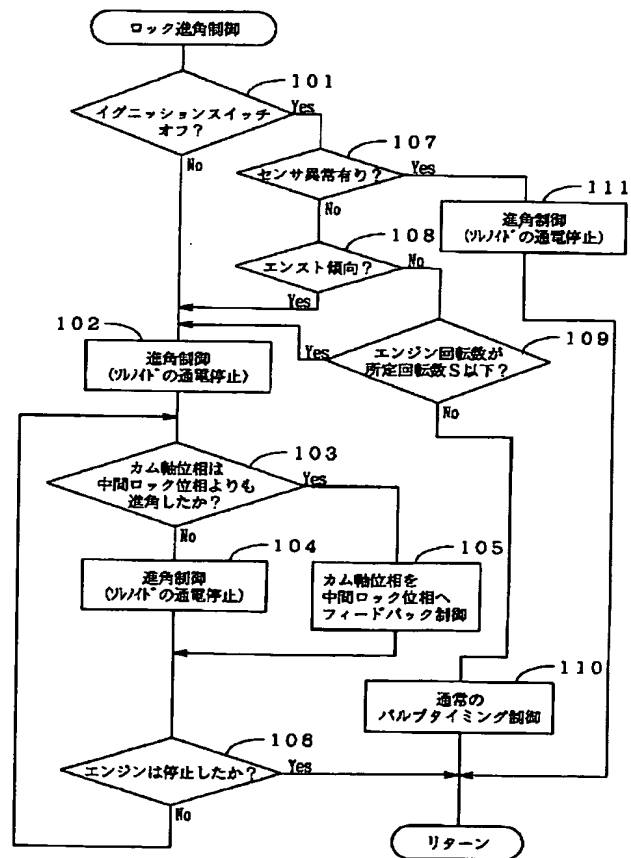 ロック進角制御
101
イグニッションスイッチ
オフ?
Yes
No
107
センサ異常有り?
Yes
No
111
進角制御
(ソレノイドの通電停止)
108
エンスト傾向?
No
Yes
102
進角制御
(ソレノイドの通電停止)
Yes
エンジン回転数が
所定回転数S以下?
109
No
103
カム軸位相は
中間ロック位相よりも
進角したか?
Yes
No
104
進角制御
(ソレノイドの通電停止)
105
カム軸位相を
中間ロック位相へ
フィードバック制御
110
通常の
バルブタイミング制御
106
エンジンは停止したか?
Yes
No
リターン